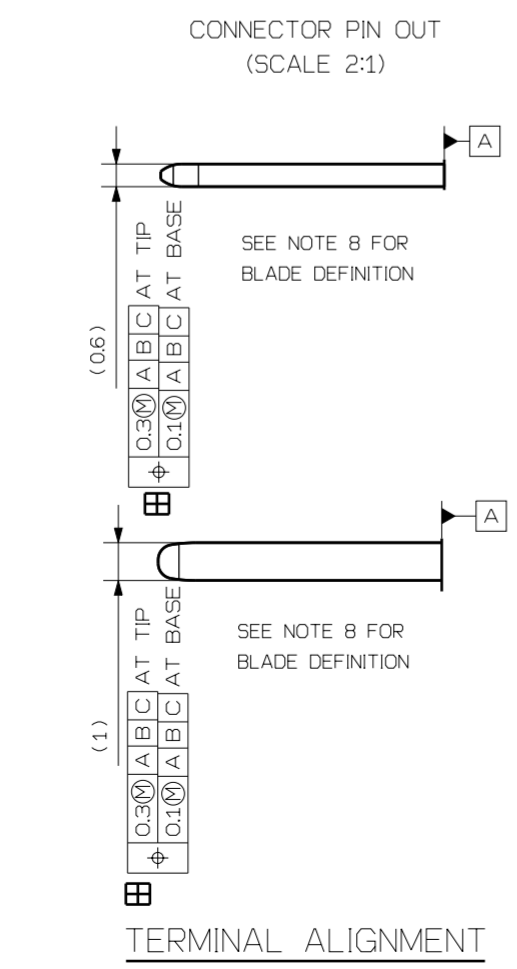 CONNECTOR PIN OUT
(SCALE 2:1)
A
SEE NOTE 8 FOR
BLADE DEFINITION
(0.6)
⌖ 0.3Ⓜ A B C AT TIP
0.1Ⓜ A B C AT BASE
A
SEE NOTE 8 FOR
BLADE DEFINITION
(1)
⌖ 0.3Ⓜ A B C AT TIP
0.1Ⓜ A B C AT BASE
TERMINAL ALIGNMENT